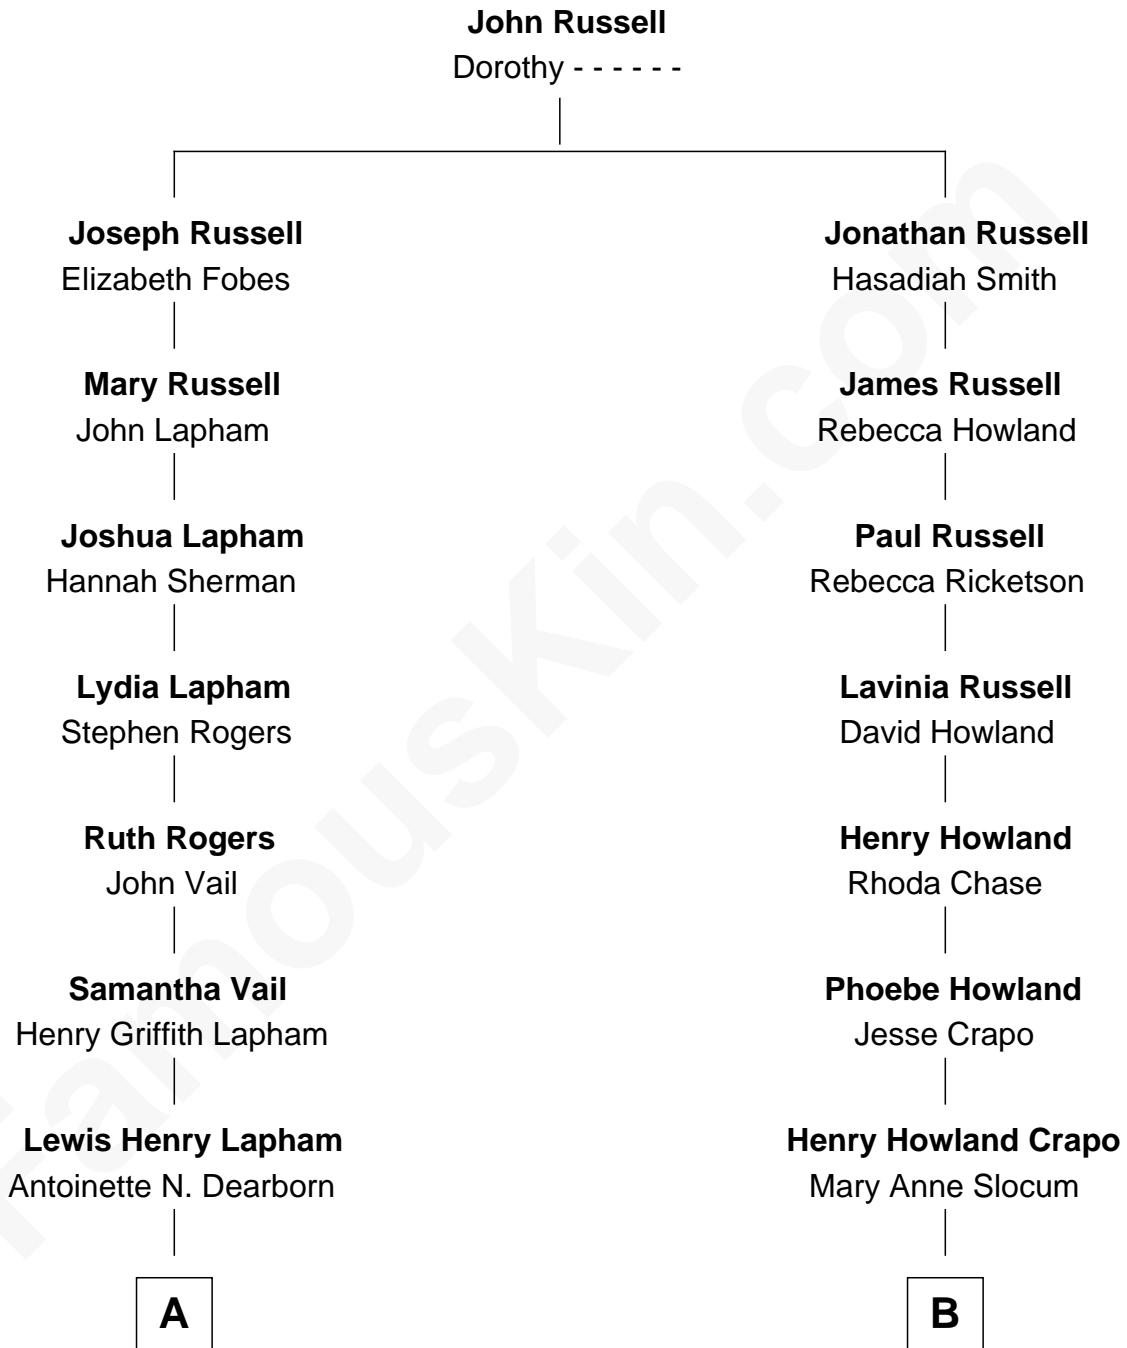 John Russell
Dorothy - - - - - -
Joseph Russell
Elizabeth Fobes
Jonathan Russell
Hasadiah Smith
Mary Russell
John Lapham
James Russell
Rebecca Howland
Joshua Lapham
Hannah Sherman
Paul Russell
Rebecca Ricketson
Lydia Lapham
Stephen Rogers
Lavinia Russell
David Howland
Ruth Rogers
John Vail
Henry Howland
Rhoda Chase
Samantha Vail
Henry Griffith Lapham
Phoebe Howland
Jesse Crapo
Lewis Henry Lapham
Antoinette N. Dearborn
Henry Howland Crapo
Mary Anne Slocum
A
B
FamousKin.com